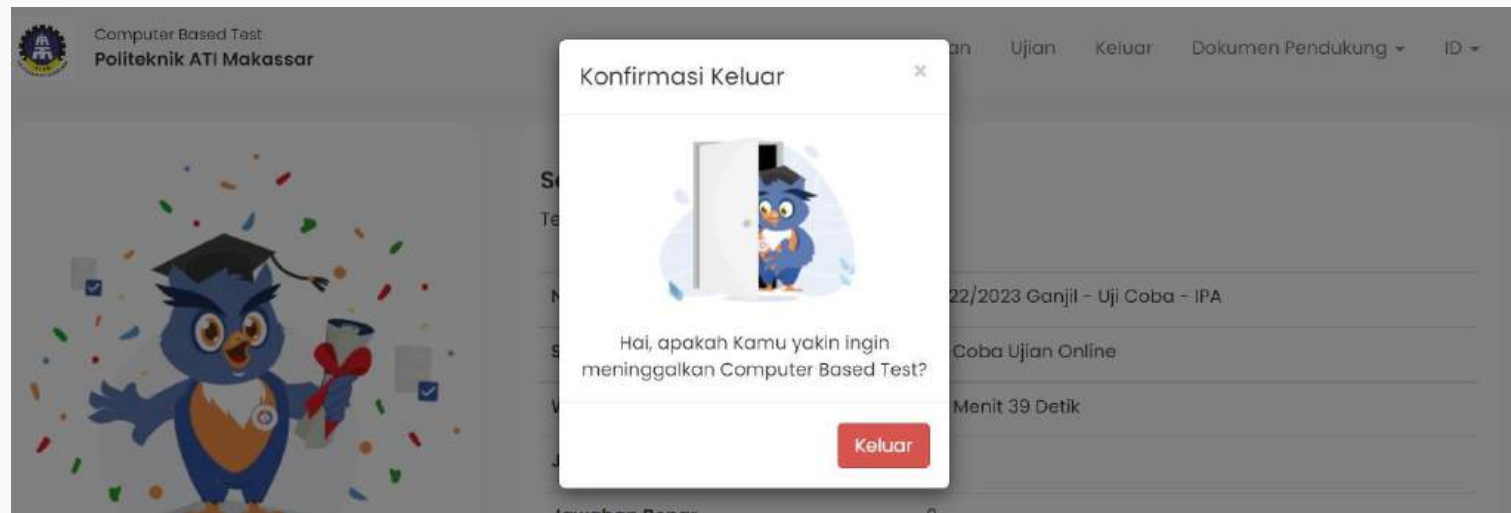 Computer Based Test
Politeknik ATI Makassar
Ujian
Keluar
Dokumen Pendukung
ID
Konfirmasi Keluar
×
22/2023 Ganjil - Uji Coba - IPA
Hai, apakah Kamu yakin ingin
meninggalkan Computer Based Test?
Coba Ujian Online
Menit 39 Detik
Keluar